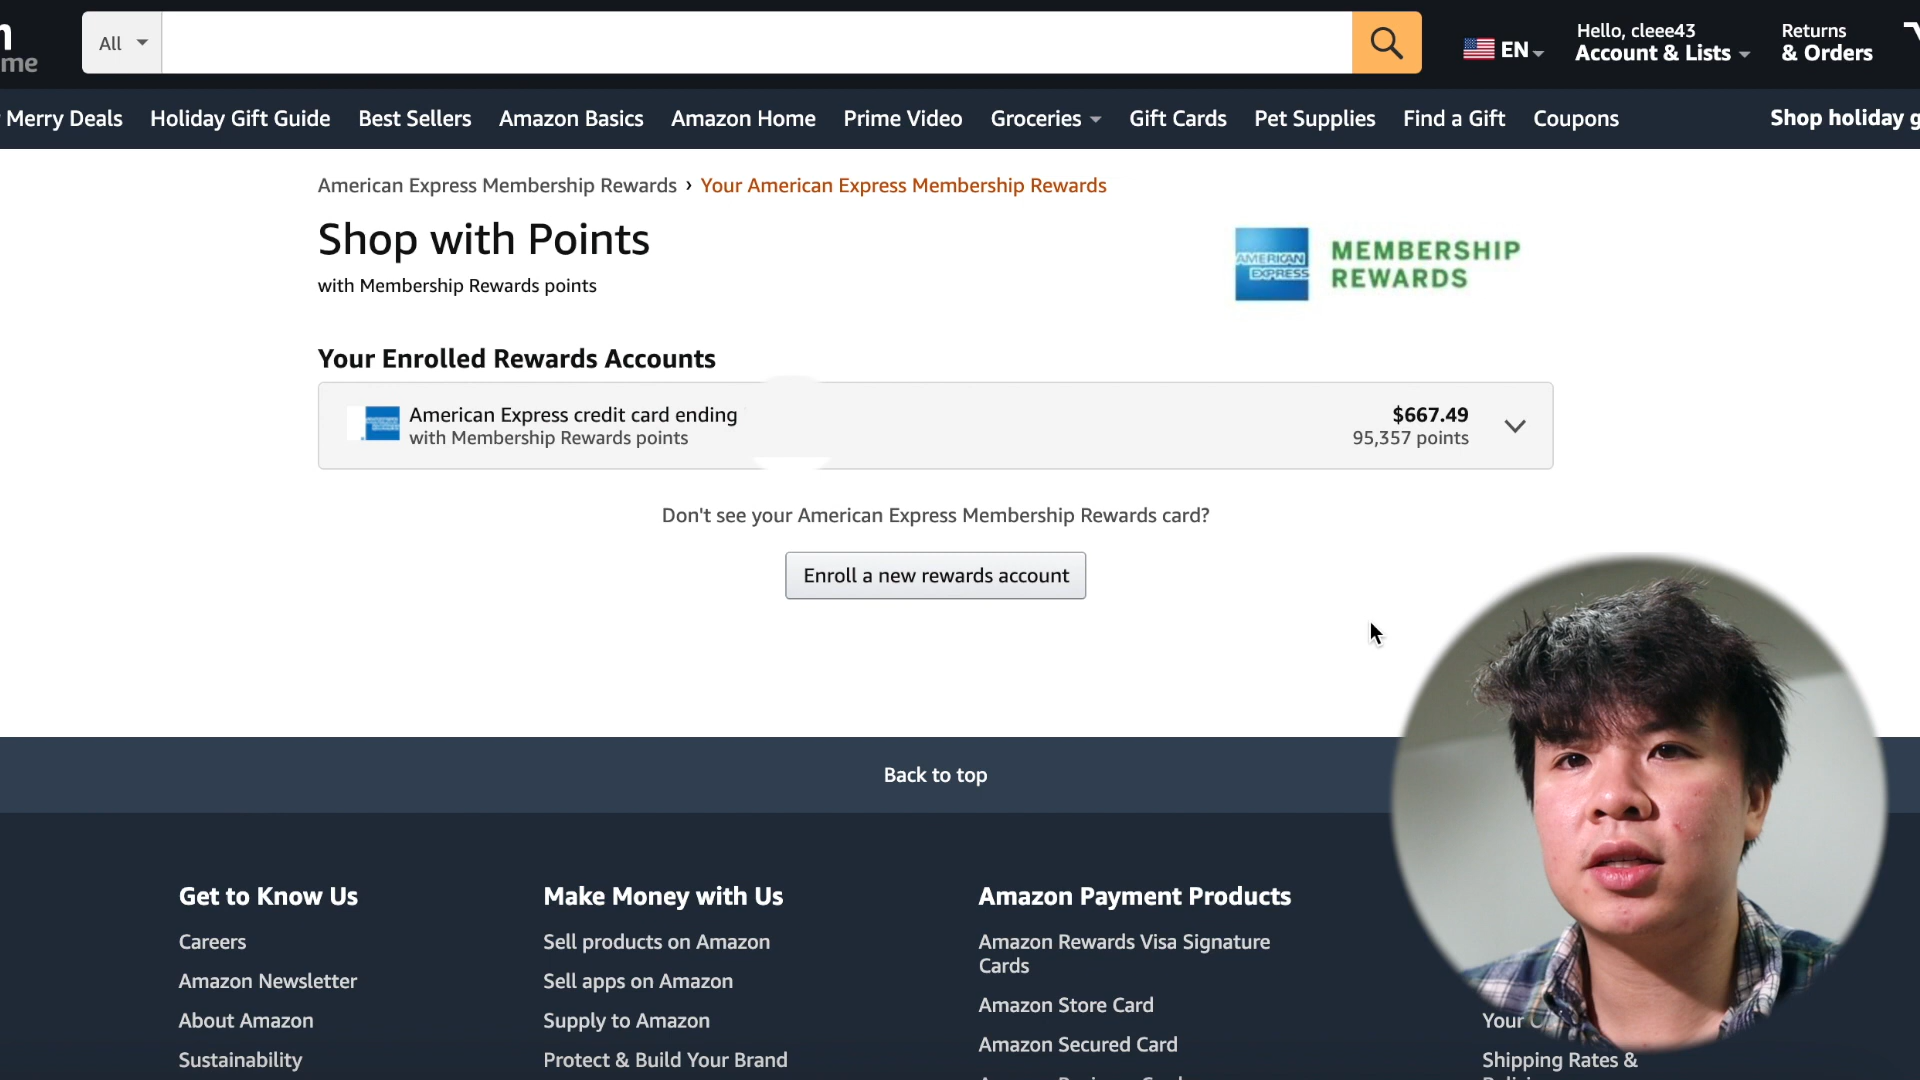 me
All
EN
Hello, cleee43
Account & Lists
Returns
& Orders
Merry Deals
Holiday Gift Guide
Best Sellers
Amazon Basics
Amazon Home
Prime Video
Groceries
Gift Cards
Pet Supplies
Find a Gift
Coupons
Shop holiday g
American Express Membership Rewards › Your American Express Membership Rewards
Shop with Points
with Membership Rewards points
AMERICAN
EXPRESS
MEMBERSHIP
REWARDS
Your Enrolled Rewards Accounts
American Express credit card ending
with Membership Rewards points
$667.49
95,357 points
Don't see your American Express Membership Rewards card?
Enroll a new rewards account
Back to top
Get to Know Us
Careers
Amazon Newsletter
About Amazon
Sustainability
Make Money with Us
Sell products on Amazon
Sell apps on Amazon
Supply to Amazon
Protect & Build Your Brand
Amazon Payment Products
Amazon Rewards Visa Signature
Cards
Amazon Store Card
Amazon Secured Card
Your
Shipping Rates &